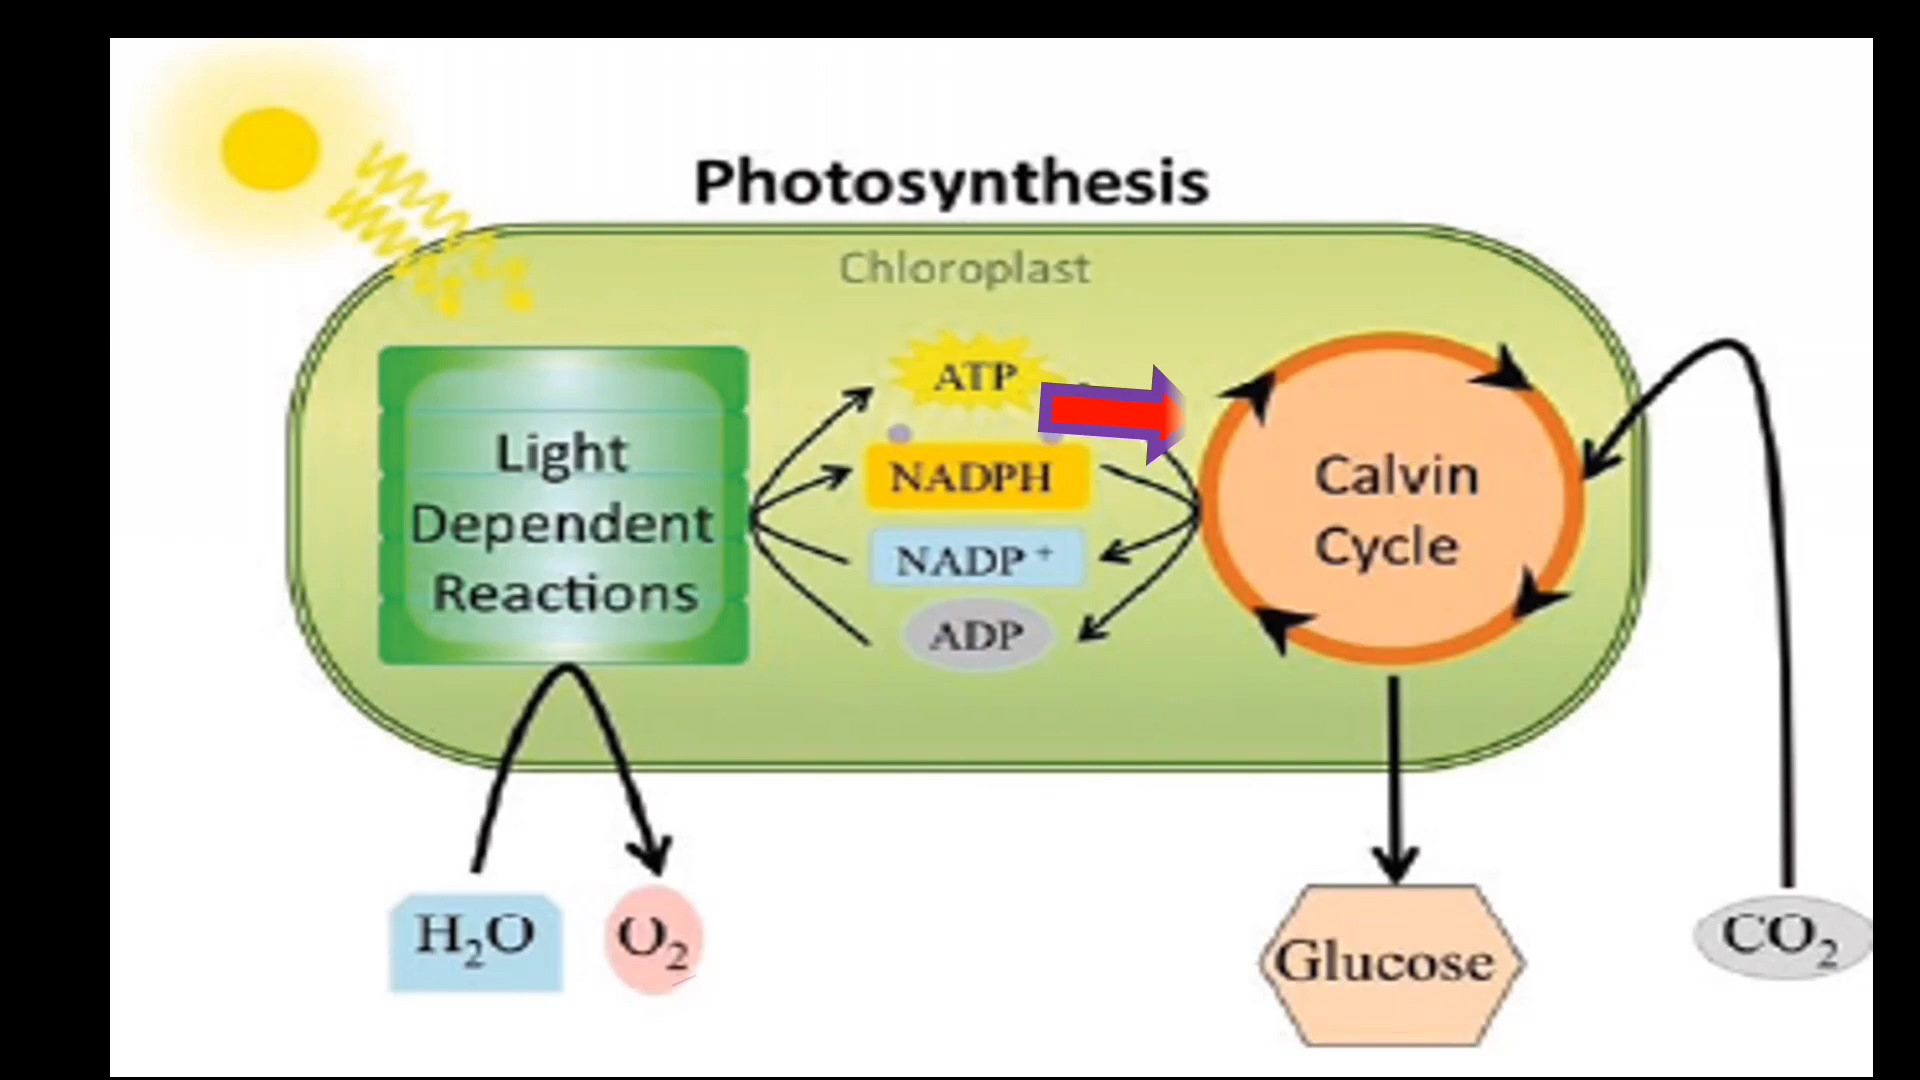 Photosynthesis
Chloroplast
Light
Dependent
Reactions
ATP
NADPH
NADP⁺
ADP
Calvin
Cycle
H₂O
O₂
Glucose
CO₂